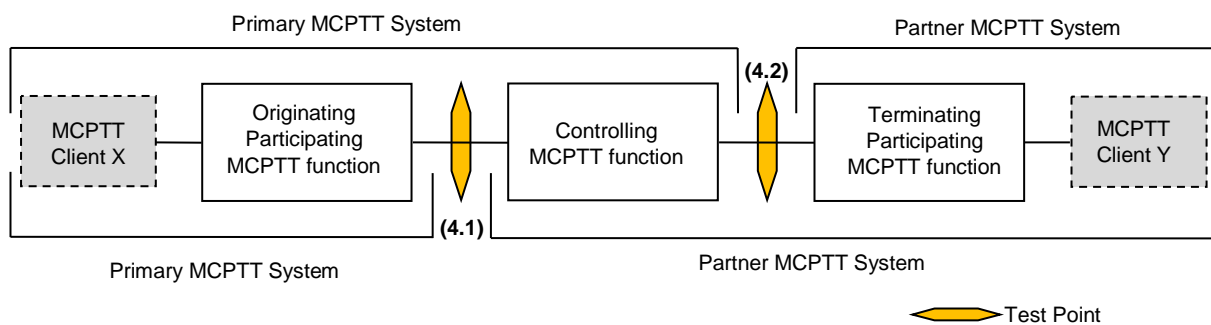 Primary MCPTT System
Partner MCPTT System
(4.2)
MCPTT
Client X
Originating
Participating
MCPTT function
Controlling
MCPTT function
Terminating
Participating
MCPTT function
MCPTT
Client Y
(4.1)
Primary MCPTT System
Partner MCPTT System
Test Point